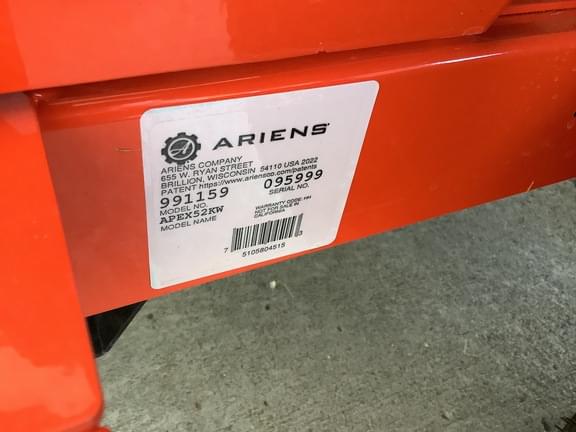 ARIENS
ARIENS COMPANY
655 W. RYAN STREET
BRILLION, WISCONSIN 54110 USA 2022
PATENT https://www.ariensco.com/patents
991159 095999
MODEL NO. SERIAL NO.
APEX52KW
MODEL NAME
WARRANTY CODE: HH
NOT FOR SALE IN
CALIFORNIA
7 5105804515 3